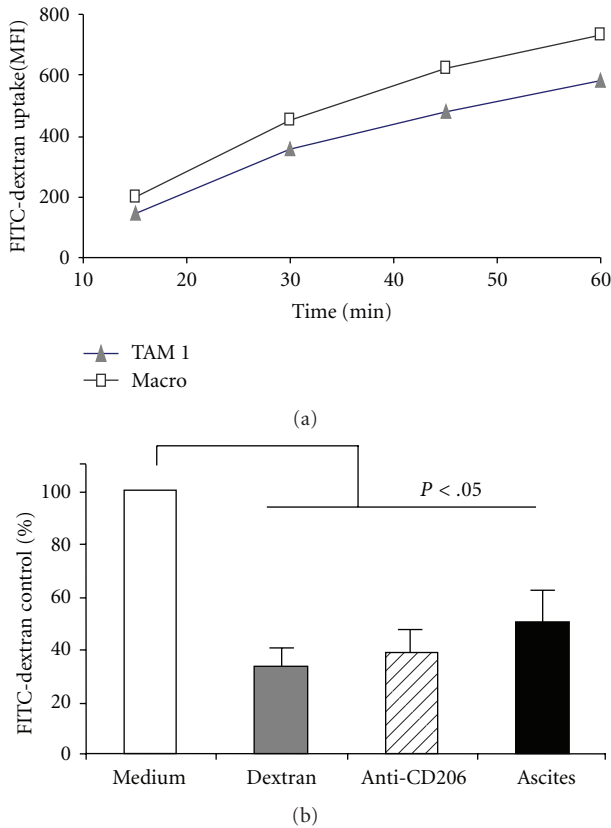 800
600
400
200
0
FITC-dextran uptake(MFI)
10
20
30
40
50
60
Time (min)
TAM 1
Macro
(a)
100
80
60
40
20
0
FITC-dextran control (%)
P < .05
Medium
Dextran
Anti-CD206
Ascites
(b)